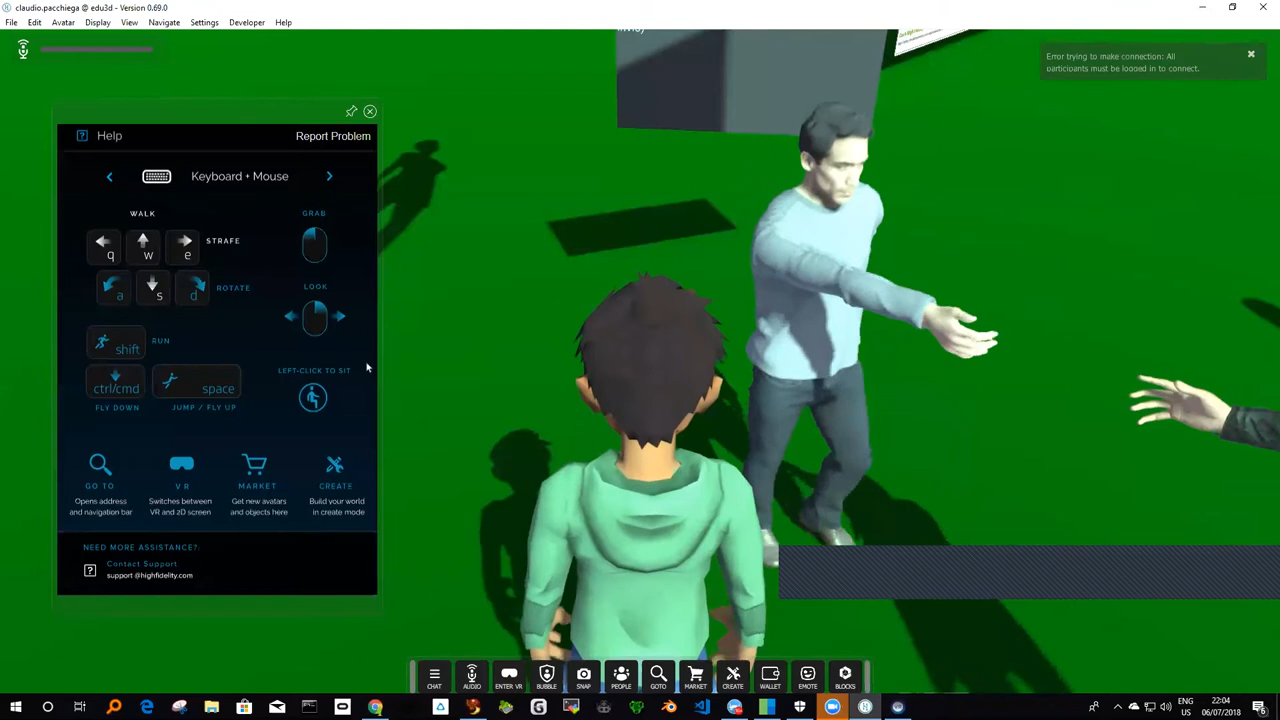 claudio.pacchiega @ edu3d - Version 0.69.0
File Edit Avatar Display View Navigate Settings Developer Help
Error trying to make connection: All
participants must be logged in to connect.
Help
Report Problem
Keyboard + Mouse
WALK
GRAB
q w e STRAFE
a s d ROTATE
LOOK
shift RUN
ctrl/cmd space
LEFT-CLICK TO SIT
FLY DOWN JUMP / FLY UP
GO TO VR MARKET CREATE
Opens address Switches between Get new avatars Build your world
and navigation bar VR and 2D screen and objects here in create mode
NEED MORE ASSISTANCE?:
Contact Support
support @highfidelity.com
CHAT AUDIO ENTER VR BUBBLE SNAP PEOPLE GOTO MARKET CREATE WALLET EMOTE BLOCKS
ENG 22:04
US 06/07/2018